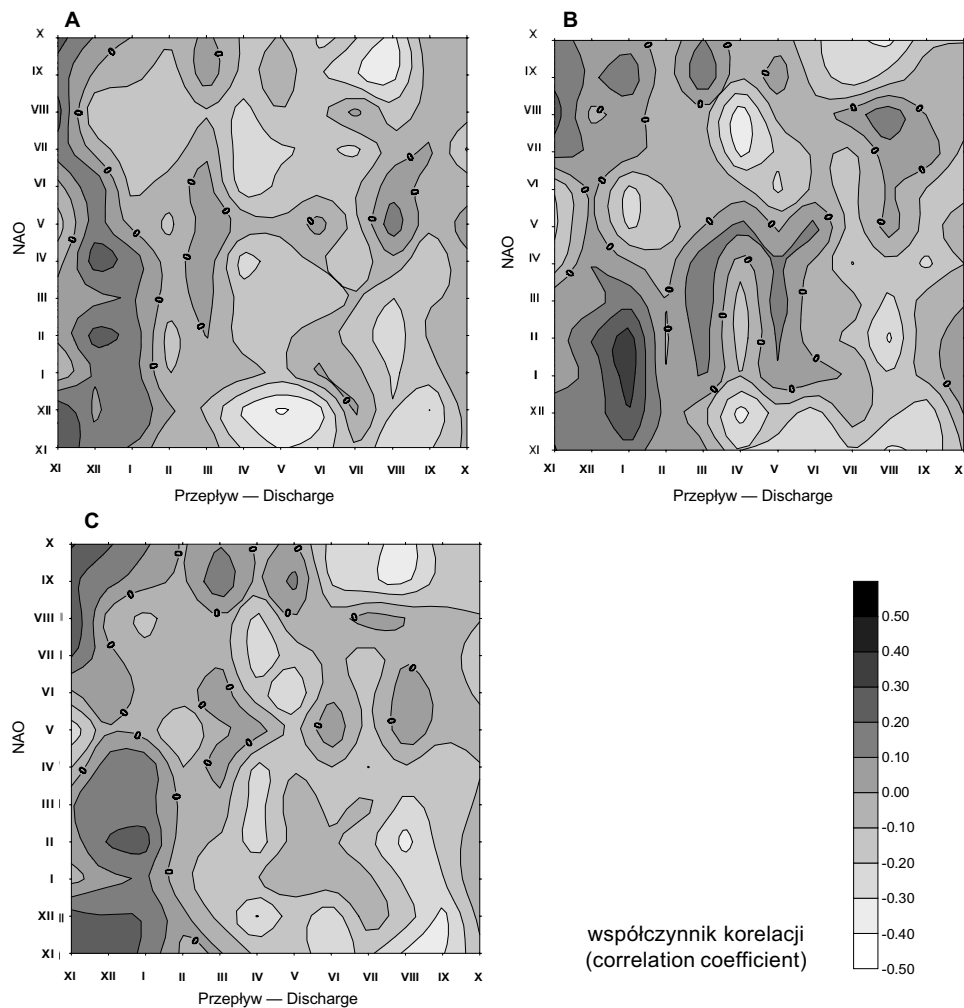 A
X
IX
VIII
VII
VI
V
IV
III
II
I
XII
XI
NAO
XI XII I II III IV V VI VII VIII IX X
Przepływ — Discharge
B
X
IX
VIII
VII
VI
V
IV
III
II
I
XII
XI
NAO
XI XII I II III IV V VI VII VIII IX X
Przepływ — Discharge
C
X
IX
VIII
VII
VI
V
IV
III
II
I
XII
XI
NAO
XI XII I II III IV V VI VII VIII IX X
Przepływ — Discharge
0.50
0.40
0.30
0.20
0.10
0.00
-0.10
-0.20
-0.30
-0.40
-0.50
współczynnik korelacji
(correlation coefficient)